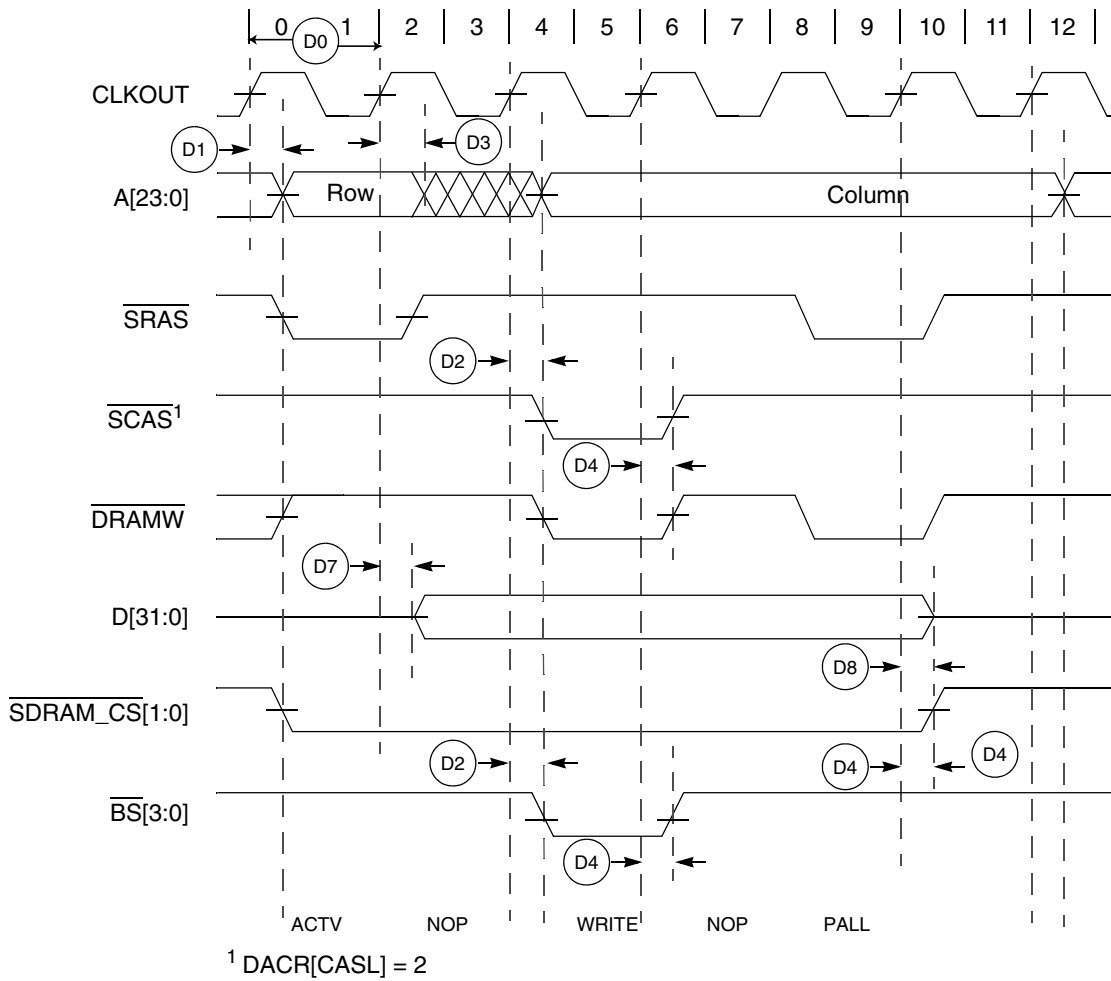 0 1 2 3 4 5 6 7 8 9 10 11 12
D0
CLKOUT
D1 D3
A[23:0] Row Column
SRAS
D2
SCAS1
D4
DRAMW
D7
D[31:0]
D8
SDRAM_CS[1:0]
D2 D4 D4
BS[3:0]
D4
ACTV NOP WRITE NOP PALL
1 DACR[CASL] = 2